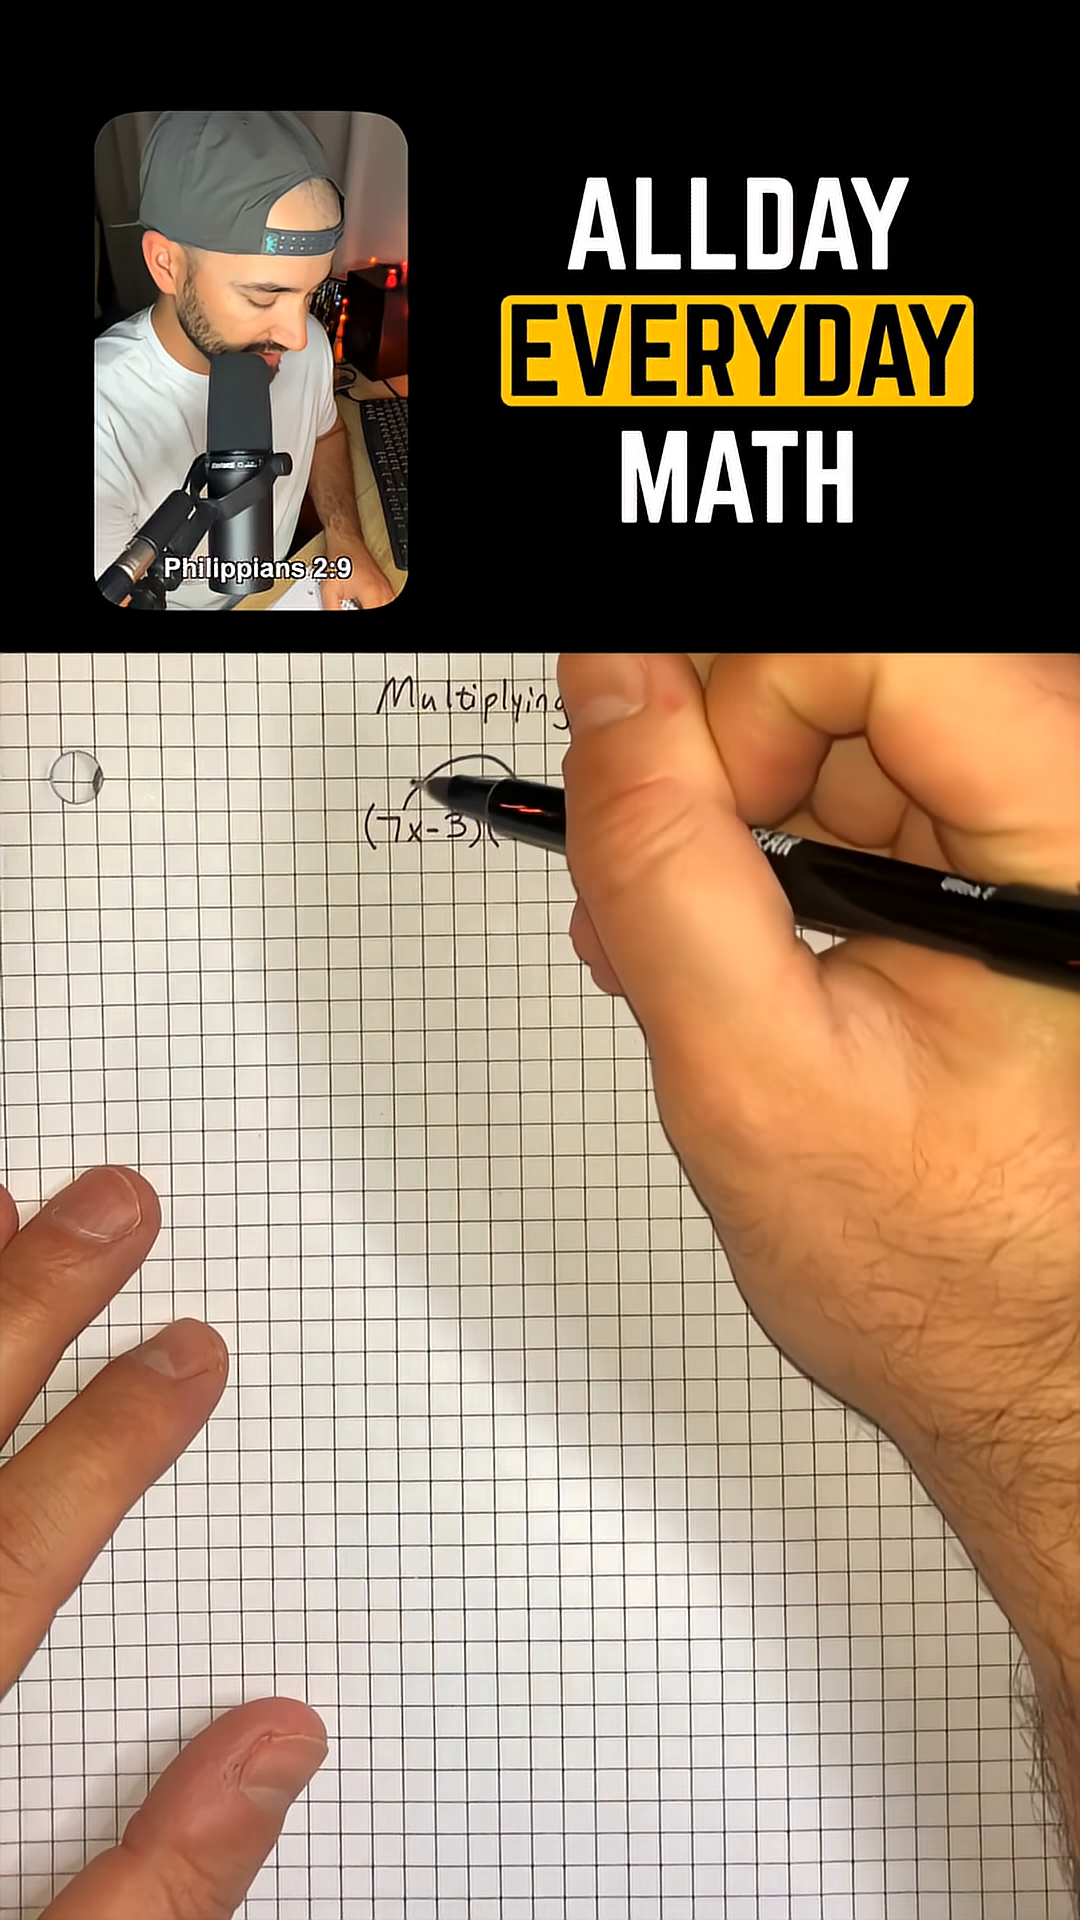 ALLDAY
EVERYDAY
MATH
Philippians 2:9
Multiplying
(7x-3)(